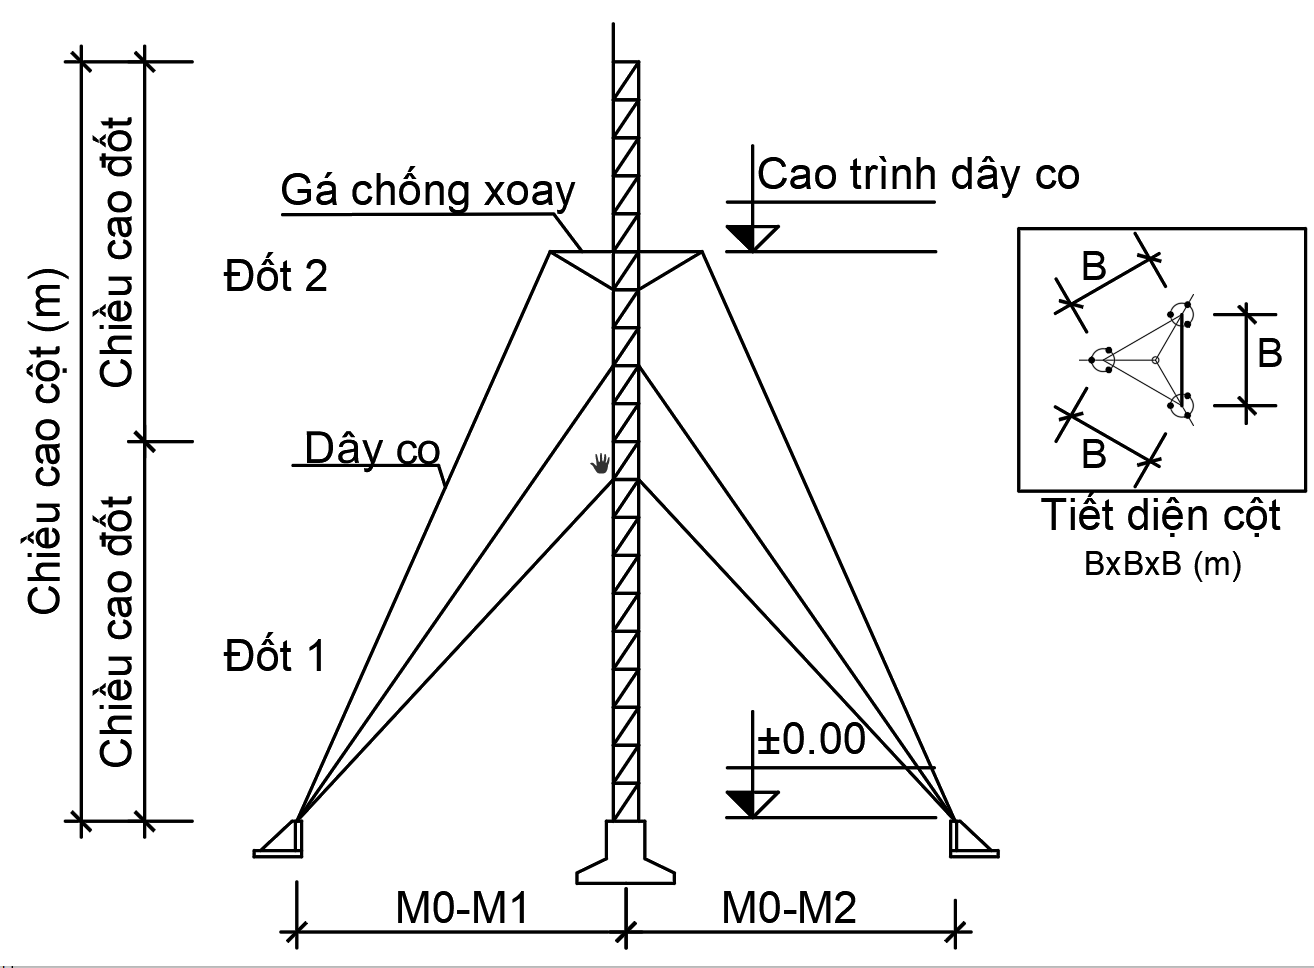 Chiều cao cột (m)
Chiều cao đốt
Chiều cao đốt
Gá chống xoay
Cao trình dây co
Đốt 2
Dây co
Đốt 1
±0.00
M0-M1
M0-M2
B
B
B
Tiết diện cột
BxBxB (m)